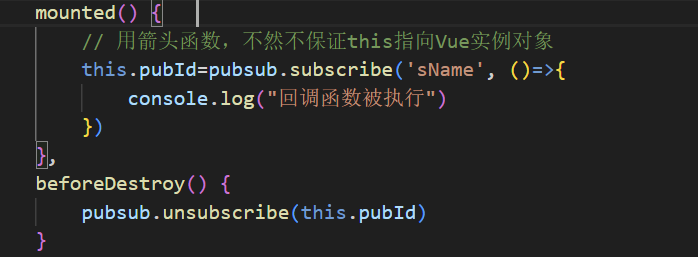 mounted() {
// 用箭头函数，不然不保证this指向Vue实例对象
this.pubId=pubsub.subscribe('sName', ()=>{
console.log("回调函数被执行")
})
},
beforeDestroy() {
pubsub.unsubscribe(this.pubId)
}